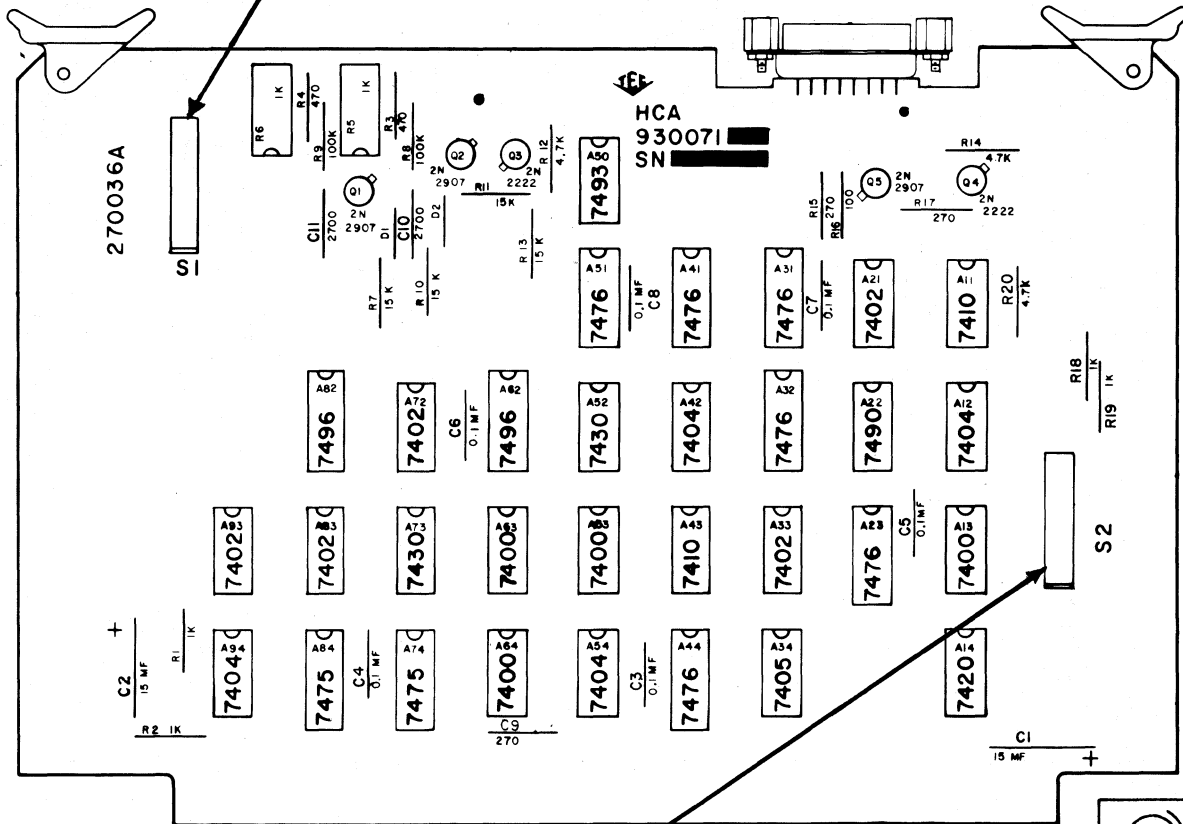 TEE
HCA
930071
SN
270036A
S1
R6 1K
R4 470
R9 100K
R5 1K
R3 470
R8 100K
Q1
2N 2907
Q2
2N 2907
Q3
2N 2222
R11
15K
R12 4.7K
C11 2700
D1
C10 2700
D2
R13 15K
R7 15K
R10 15K
A50 7493
R14
4.7K
Q5
2N 2907
Q4
2N 2222
R15 270
R16 100
R17
270
A51 7476
0.1 MF C8
A41 7476
A31 7476
C7 0.1 MF
A21 7402
A11 7410
R20 4.7K
R18 1K
R19 1K
A82 7496
A72 7402
C6 0.1 MF
A62 7496
A52 7430
A42 7404
A32 7476
A22 7490
A12 7404
A93 7402
A83 7402
A73 7430
A63 7400
A53 7400
A43 7410
A33 7402
A23 7476
C5 0.1MF
A13 7400
S2
+
C2 15 MF
R1 1K
R2 1K
A94 7404
A84 7475
C4 0.1 MF
A74 7475
A64 7400
C9
270
A54 7404
C3 0.1 MF
A44 7476
A34 7405
A14 7420
C1
15 MF +